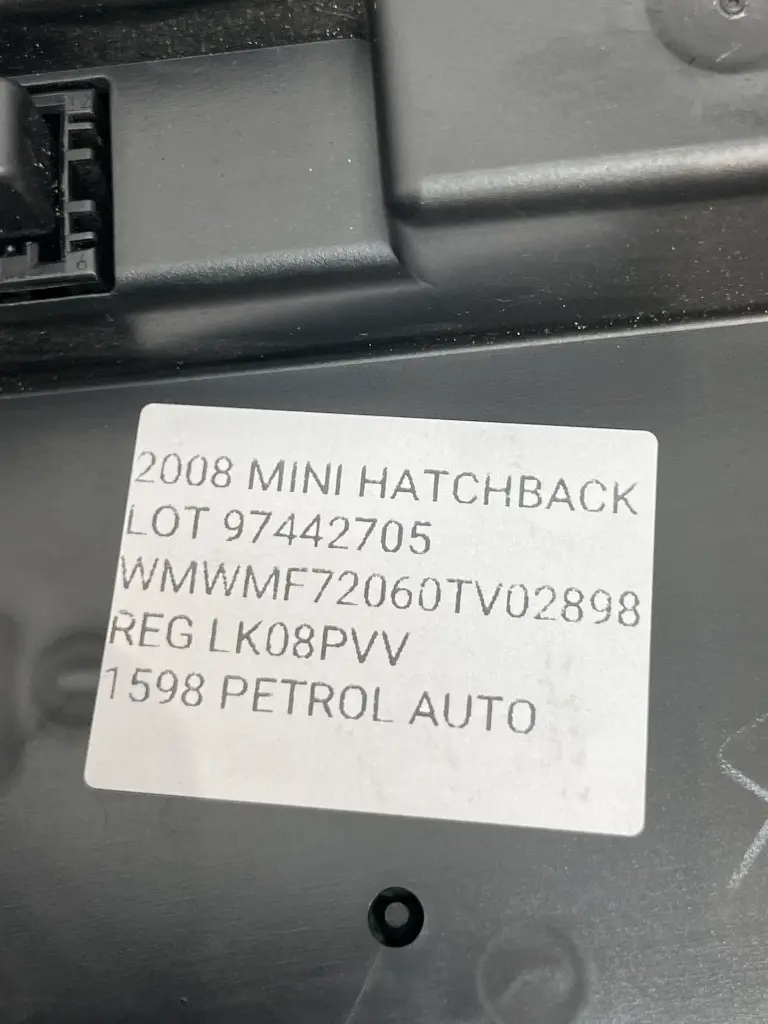 2008 MINI HATCHBACK
LOT 97442705
WMWMF72060TV02898
REG LK08PVV
1598 PETROL AUTO